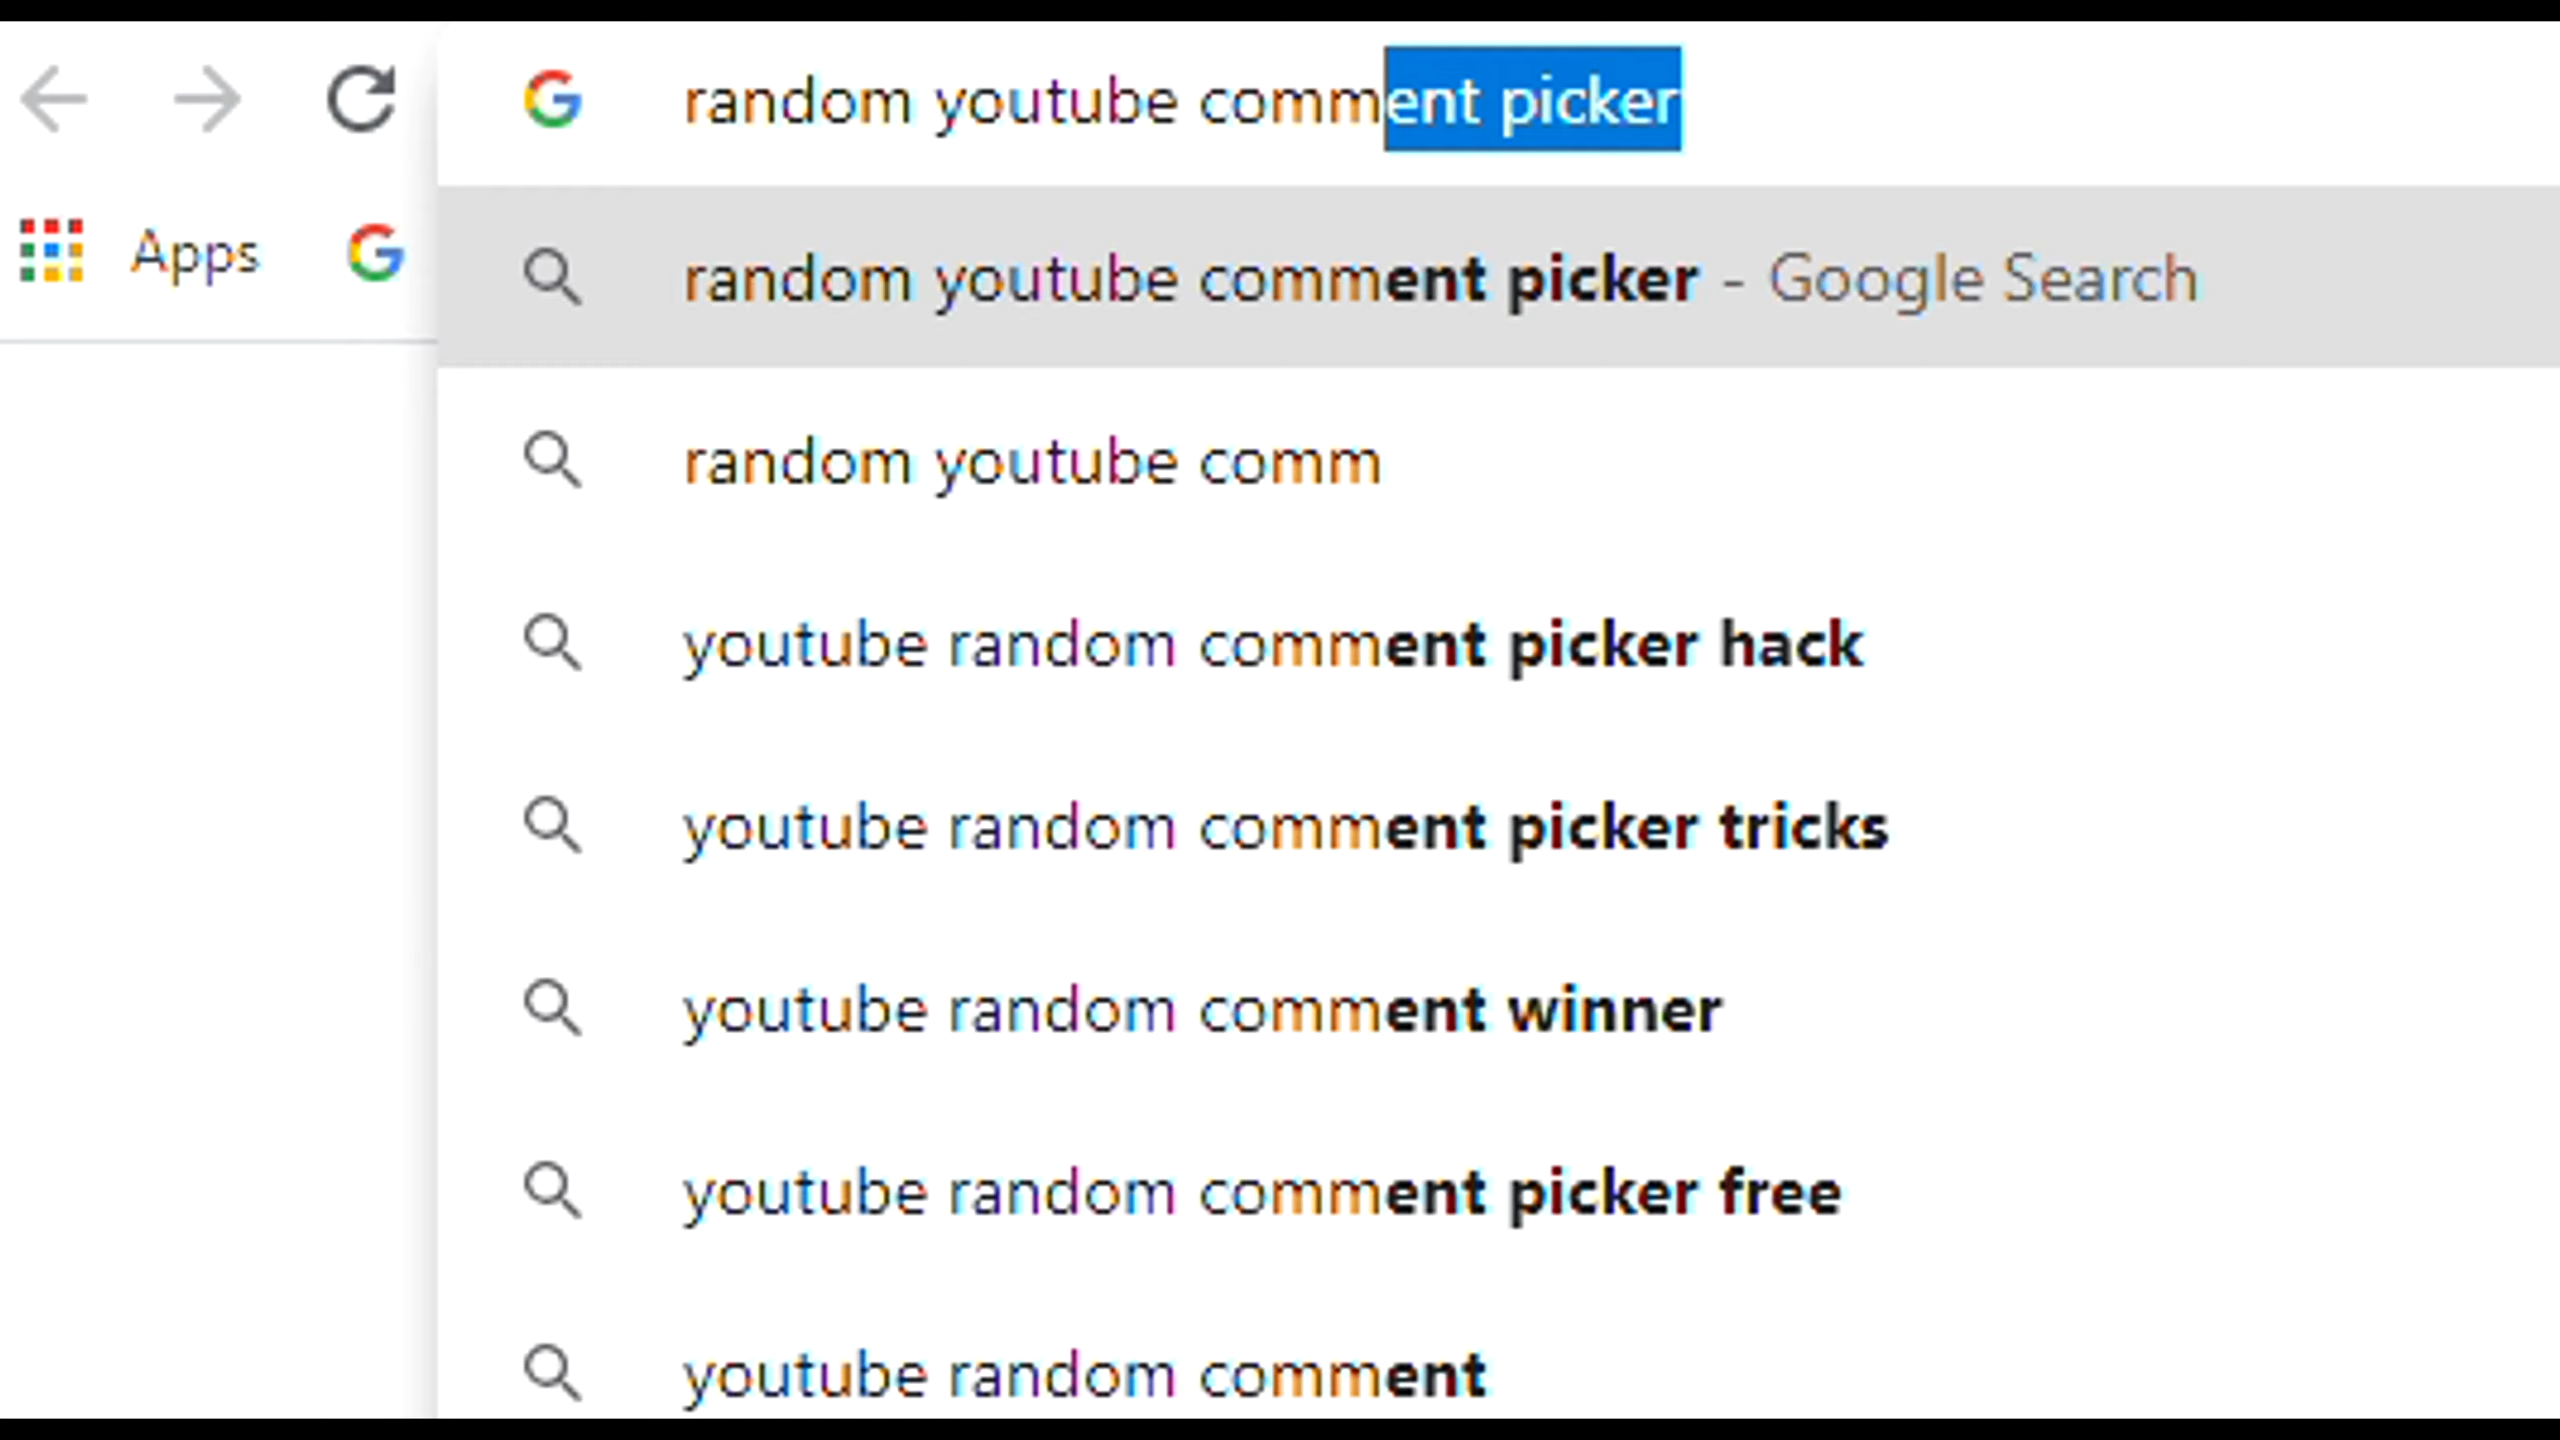 random youtube comment picker
Apps
random youtube comment picker - Google Search
random youtube comm
youtube random comment picker hack
youtube random comment picker tricks
youtube random comment winner
youtube random comment picker free
youtube random comment